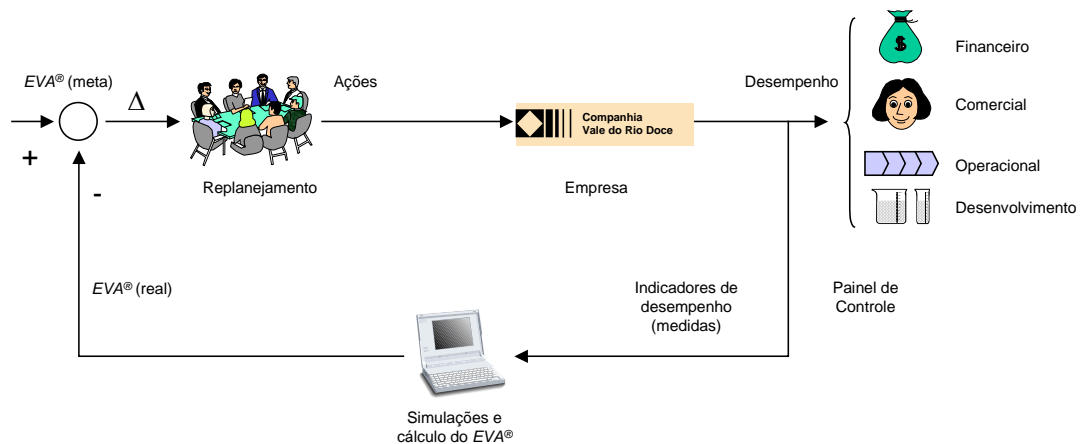 EVA® (meta)
Δ
+
-
Replanejamento
Ações
Companhia
Vale do Rio Doce
Empresa
Desempenho
$
Financeiro
Comercial
Operacional
Desenvolvimento
EVA® (real)
Indicadores de
desempenho
(medidas)
Painel de
Controle
Simulações e
cálculo do EVA®